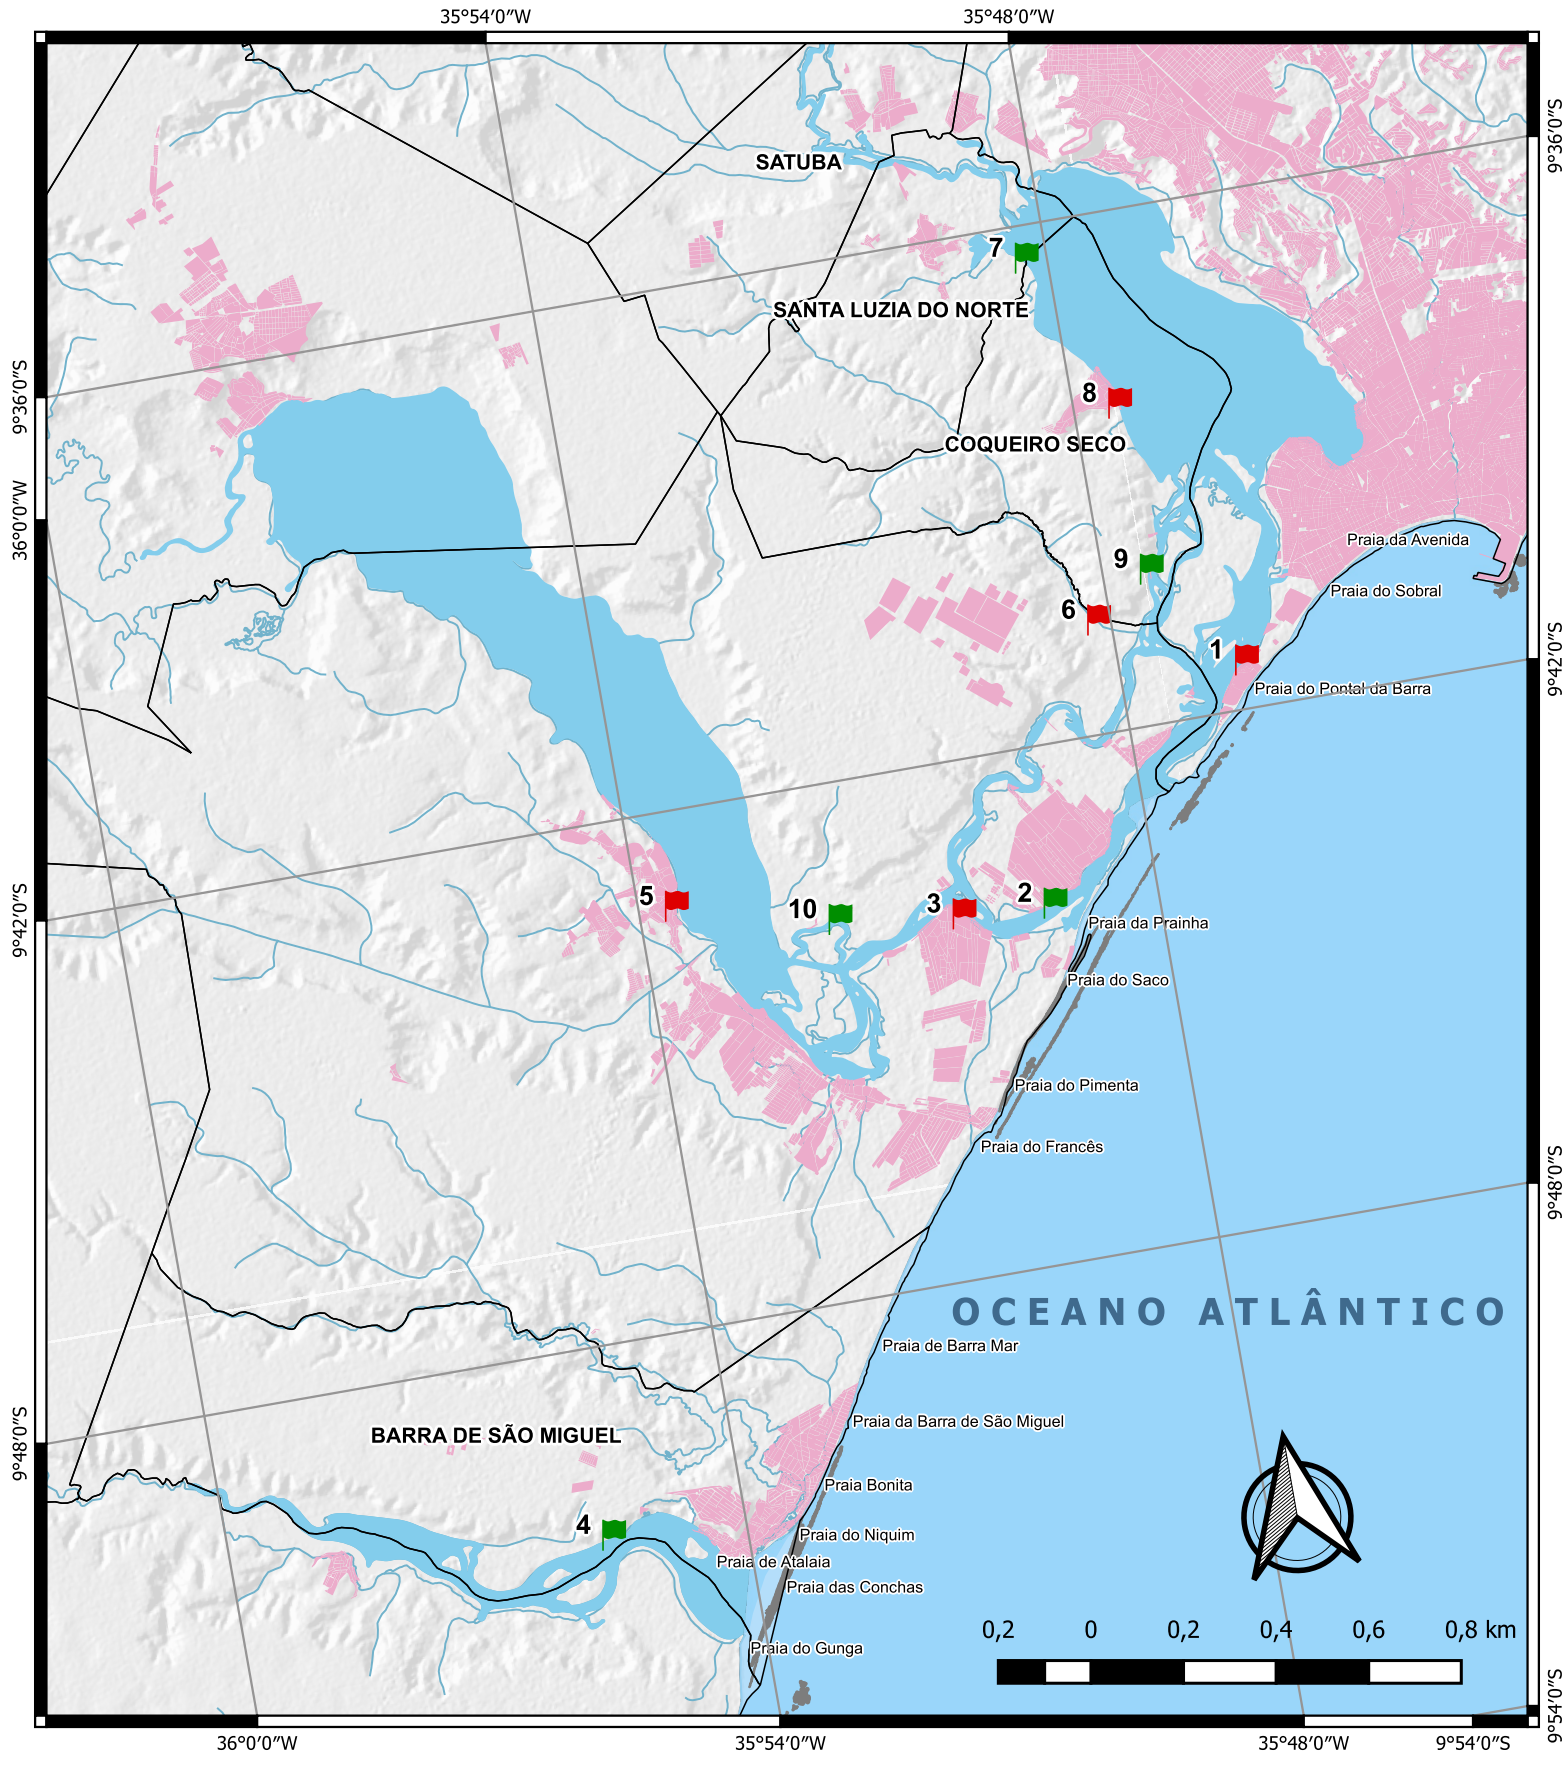 35°54′0″W
35°48′0″W
9°36′0″S
SATUBA
7
SANTA LUZIA DO NORTE
9°36′0″S
8
COQUEIRO SECO
36°0′0″W
Praia da Avenida
9
Praia do Sobral
6
1
9°42′0″S
Praia do Pontal da Barra
5
10
3
2
9°42′0″S
Praia da Prainha
Praia do Saco
Praia do Pimenta
Praia do Francês
9°48′0″S
OCEANO ATLÂNTICO
Praia de Barra Mar
Praia da Barra de São Miguel
BARRA DE SÃO MIGUEL
9°48′0″S
Praia Bonita
4
Praia do Niquim
Praia de Atalaia
Praia das Conchas
0,2 0 0,2 0,4 0,6 0,8 km
Praia do Gunga
9°54′0″S
36°0′0″W
35°54′0″W
35°48′0″W
9°54′0″S